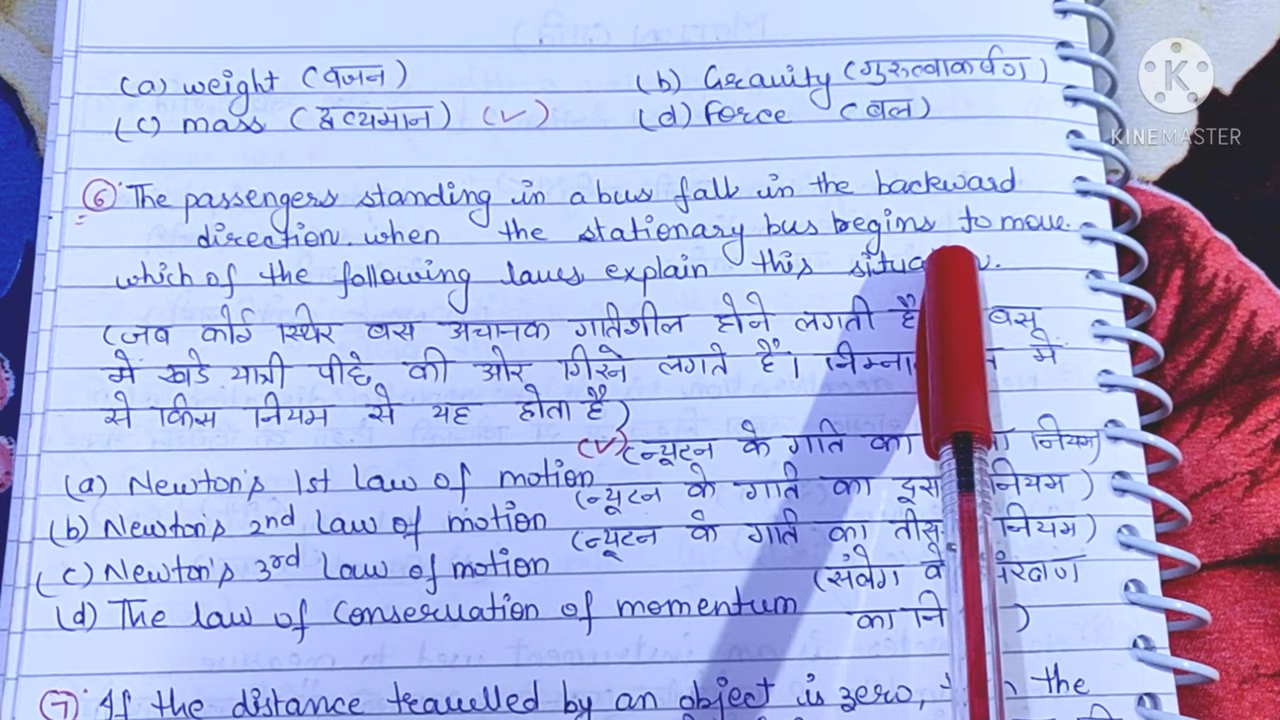 (a) weight (वजन) (b) Gravity (गुरुत्वाकर्षण)
(c) mass (द्रव्यमान) (✓) (d) Force (बल)
KINEMASTER
⑥ The passengers standing in a bus fall in the backward
direction. when the stationary bus begins to move.
which of the following laws explain this
(जब कोई स्थिर बस अचानक गतिशील होने लगती है बस
में खडे यात्री पीछे की ओर गीरने लगते हैं। में
से किस नियम से यह होता है)
(✓) (न्यूटन के गति का नियम)
(a) Newton's 1st law of motion
(न्यूटन के गति का नियम)
(b) Newton's 2nd law of motion
(न्यूटन के गति का नियम)
(c) Newton's 3rd law of motion
(संवेग
(d) The law of conservation of momentum का )
⑦ If the distance travelled by an object is zero, the